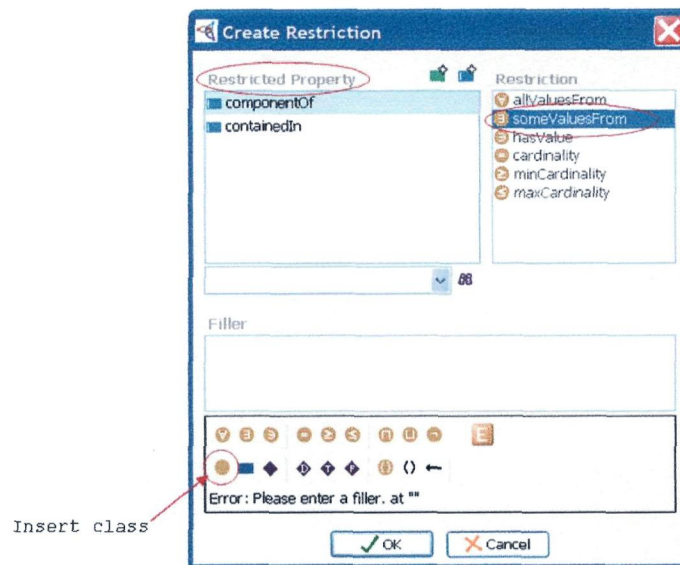 Create Restriction
Restricted Property
Restriction
componentOf
containedIn
allValuesFrom
someValuesFrom
hasValue
cardinality
minCardinality
maxCardinality
Filler
Error: Please enter a filler. at ""
Insert class
OK
Cancel